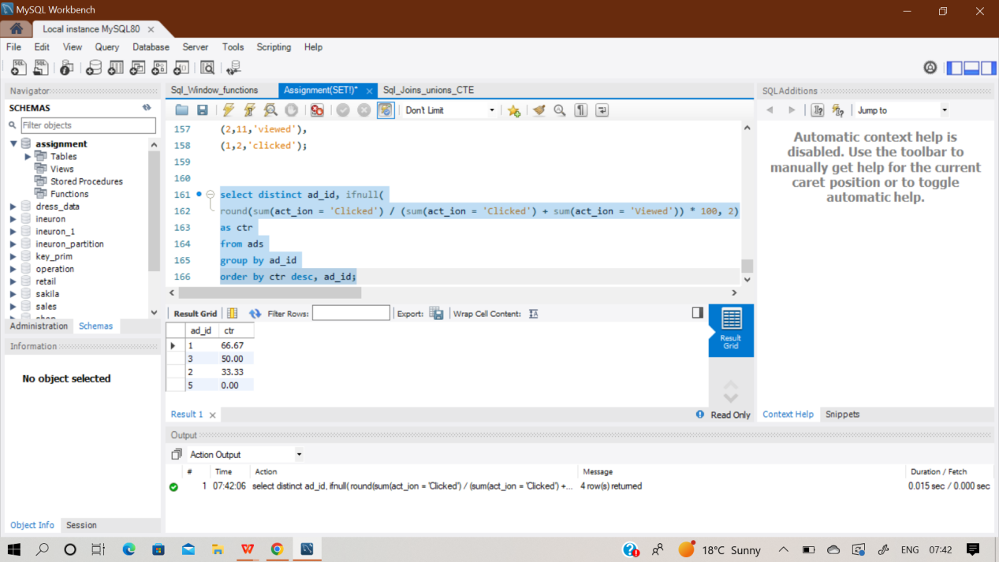 MySQL Workbench
Local instance MySQL80
File Edit View Query Database Server Tools Scripting Help
Navigator
SCHEMAS
Filter objects
assignment
Tables
Views
Stored Procedures
Functions
dress_data
ineuron
ineuron_1
ineuron_partition
key_prim
operation
retail
sakila
sales
Administration Schemas
Information
No object selected
Object Info Session
Sql_Window_functions Assignment(SET!)* Sql_Joins_unions_CTE
Don't Limit
157 (2,11,'viewed'),
158 (1,2,'clicked');
159
160
161 select distinct ad_id, ifnull(
162 round(sum(act_ion = 'Clicked') / (sum(act_ion = 'Clicked') + sum(act_ion = 'Viewed')) * 100, 2)
163 as ctr
164 from ads
165 group by ad_id
166 order by ctr desc, ad_id;
Result Grid Filter Rows: Export: Wrap Cell Content:
ad_id ctr
1 66.67
3 50.00
2 33.33
5 0.00
Result Grid
Result 1 Read Only
Output
Action Output
# Time Action Message Duration / Fetch
1 07:42:06 select distinct ad_id, ifnull( round(sum(act_ion = 'Clicked') / (sum(act_ion = 'Clicked') +... 4 row(s) returned 0.015 sec / 0.000 sec
SQLAdditions
Jump to
Automatic context help is
disabled. Use the toolbar to
manually get help for the current
caret position or to toggle
automatic help.
Context Help Snippets
18°C Sunny ENG 07:42